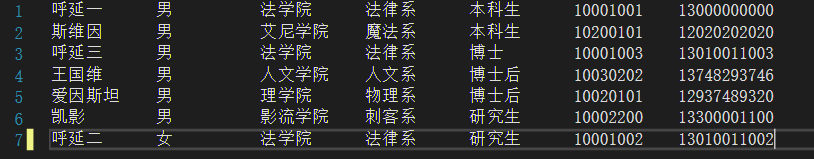 1 呼延一 男 法学院 法律系 本科生 10001001 13000000000
2 斯维因 男 艾尼学院 魔法系 本科生 10200101 12020202020
3 呼延三 男 法学院 法律系 博士 10001003 13010011003
4 王国维 男 人文学院 人文系 博士后 10030202 13748293746
5 爱因斯坦 男 理学院 物理系 博士后 10020101 12937489320
6 凯影 男 影流学院 刺客系 研究生 10002200 13300001100
7 呼延二 女 法学院 法律系 研究生 10001002 13010011002